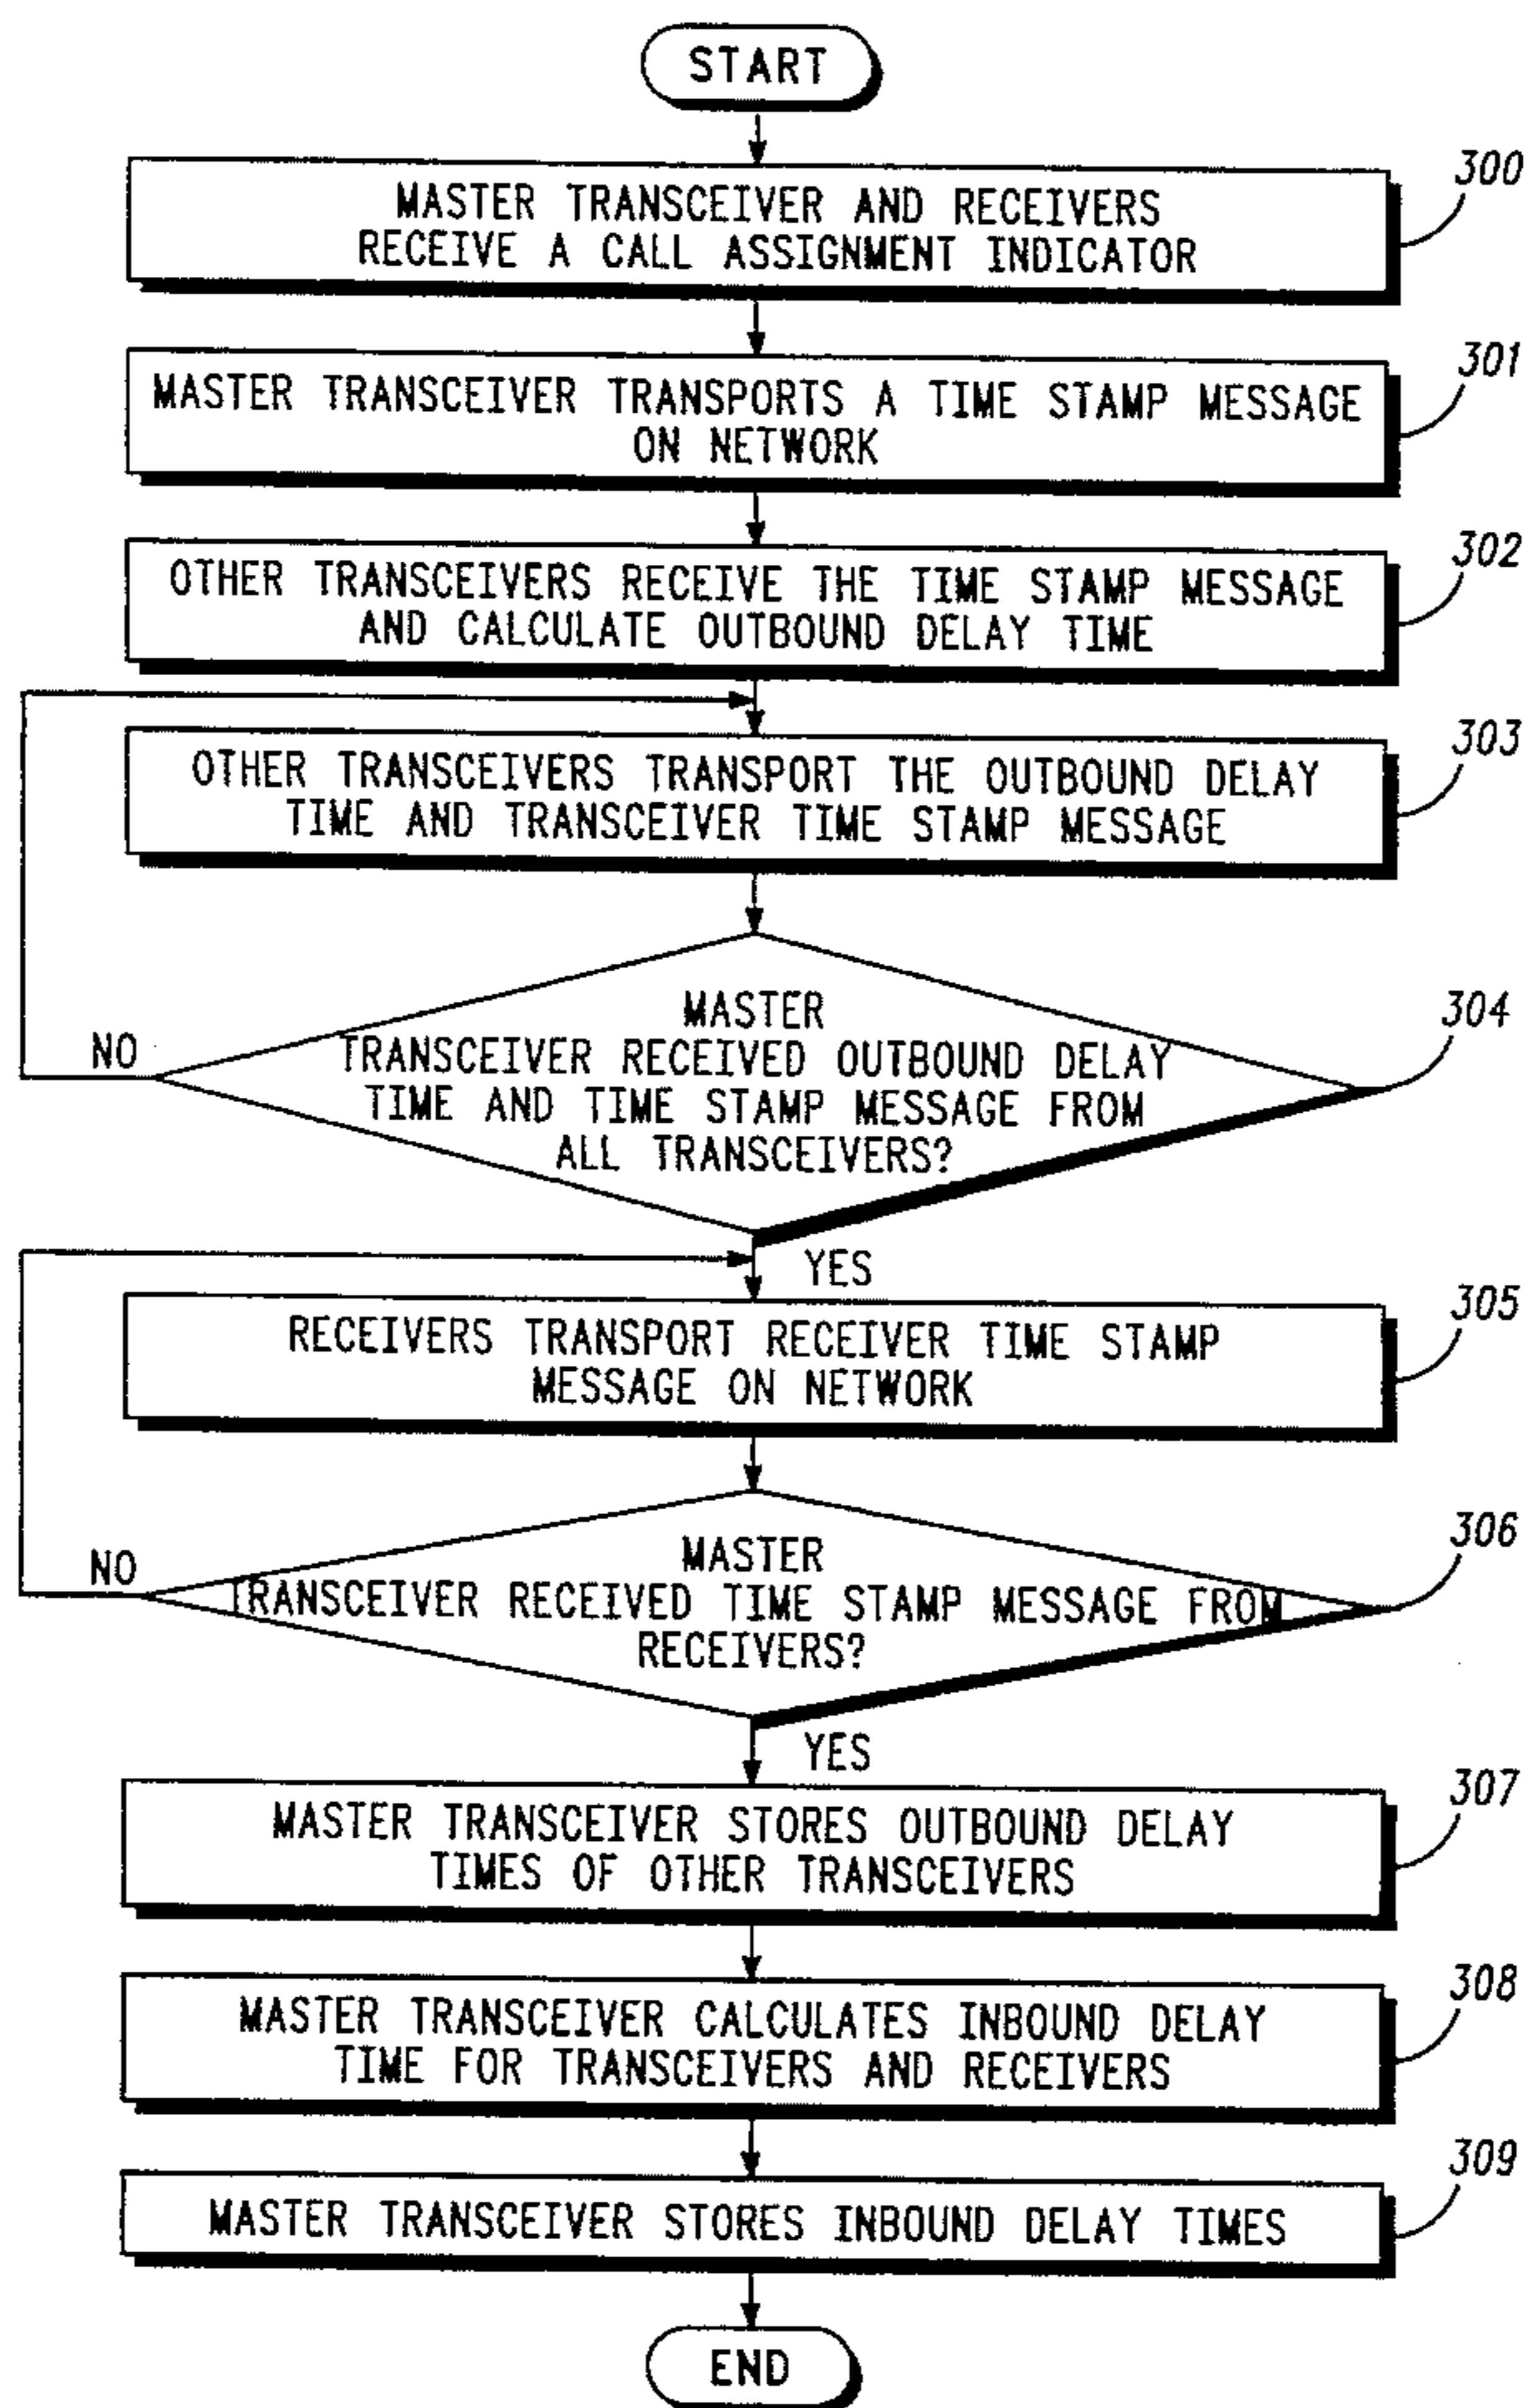 START
300
MASTER TRANSCEIVER AND RECEIVERS
RECEIVE A CALL ASSIGNMENT INDICATOR
301
MASTER TRANSCEIVER TRANSPORTS A TIME STAMP MESSAGE
ON NETWORK
302
OTHER TRANSCEIVERS RECEIVE THE TIME STAMP MESSAGE
AND CALCULATE OUTBOUND DELAY TIME
303
OTHER TRANSCEIVERS TRANSPORT THE OUTBOUND DELAY
TIME AND TRANSCEIVER TIME STAMP MESSAGE
304
MASTER
TRANSCEIVER RECEIVED OUTBOUND DELAY
TIME AND TIME STAMP MESSAGE FROM
ALL TRANSCEIVERS?
NO
YES
305
RECEIVERS TRANSPORT RECEIVER TIME STAMP
MESSAGE ON NETWORK
306
MASTER
TRANSCEIVER RECEIVED TIME STAMP MESSAGE FROM
RECEIVERS?
NO
YES
307
MASTER TRANSCEIVER STORES OUTBOUND DELAY
TIMES OF OTHER TRANSCEIVERS
308
MASTER TRANSCEIVER CALCULATES INBOUND DELAY
TIME FOR TRANSCEIVERS AND RECEIVERS
309
MASTER TRANSCEIVER STORES INBOUND DELAY TIMES
END